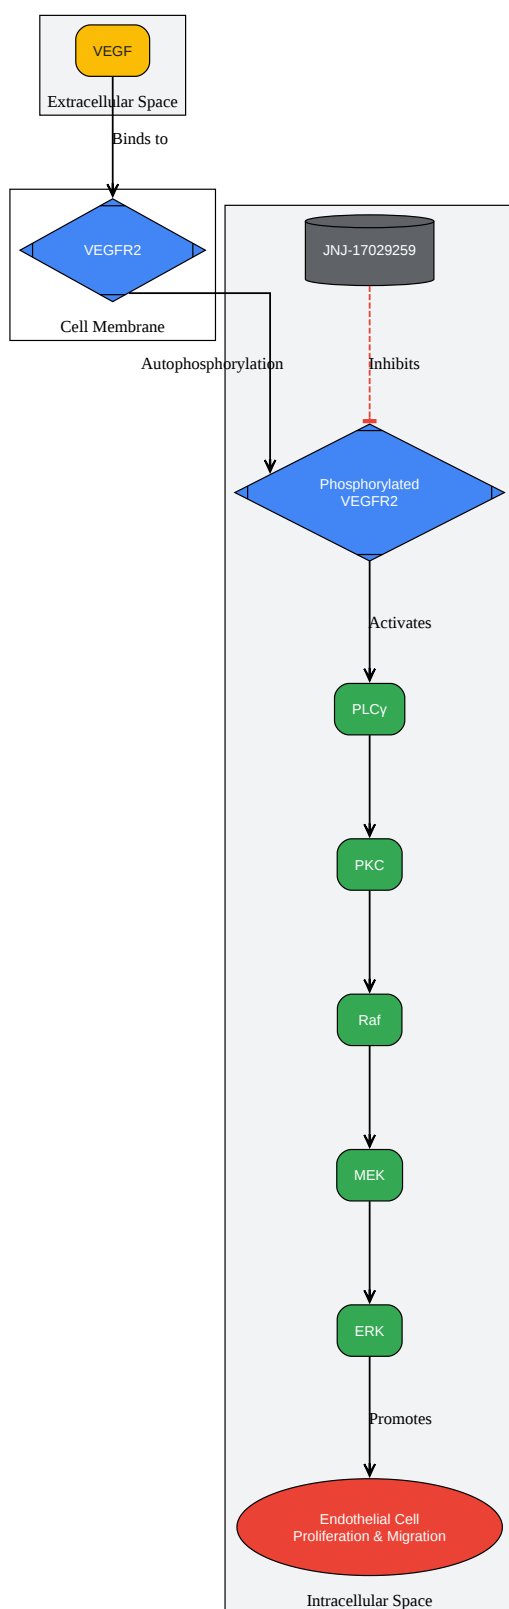 VEGF
Extracellular Space
Binds to
VEGFR2
Cell Membrane
JNJ-17029259
Autophosphorylation
Inhibits
Phosphorylated
VEGFR2
Activates
PLCγ
PKC
Raf
MEK
ERK
Promotes
Endothelial Cell
Proliferation & Migration
Intracellular Space